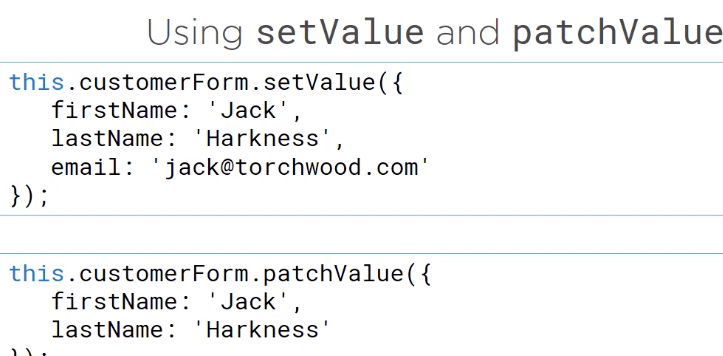 Using setValue and patchValue
this.customerForm.setValue({
   firstName: 'Jack',
   lastName: 'Harkness',
   email: 'jack@torchwood.com'
});
this.customerForm.patchValue({
   firstName: 'Jack',
   lastName: 'Harkness'
});